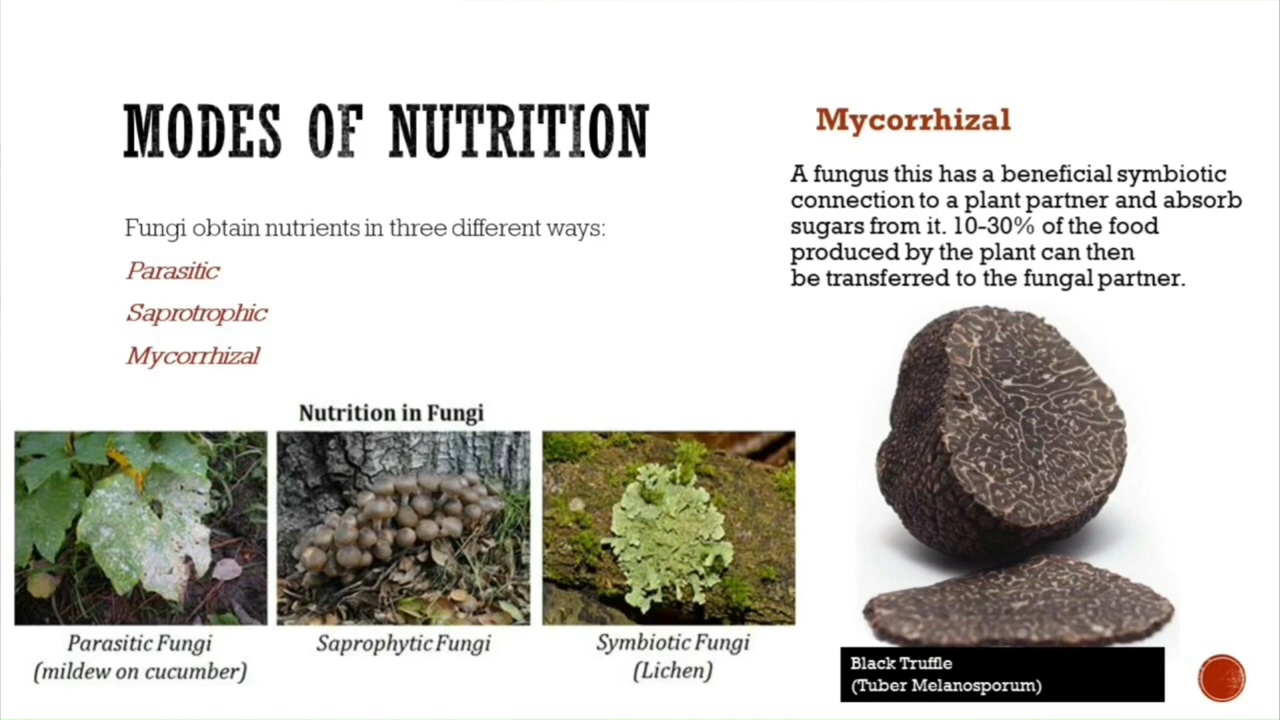 MODES OF NUTRITION
Fungi obtain nutrients in three different ways:
Parasitic
Saprotrophic
Mycorrhizal
Nutrition in Fungi
Parasitic Fungi
(mildew on cucumber)
Saprophytic Fungi
Symbiotic Fungi
(Lichen)
Mycorrhizal
A fungus this has a beneficial symbiotic
connection to a plant partner and absorb
sugars from it. 10-30% of the food
produced by the plant can then
be transferred to the fungal partner.
Black Truffle
(Tuber Melanosporum)